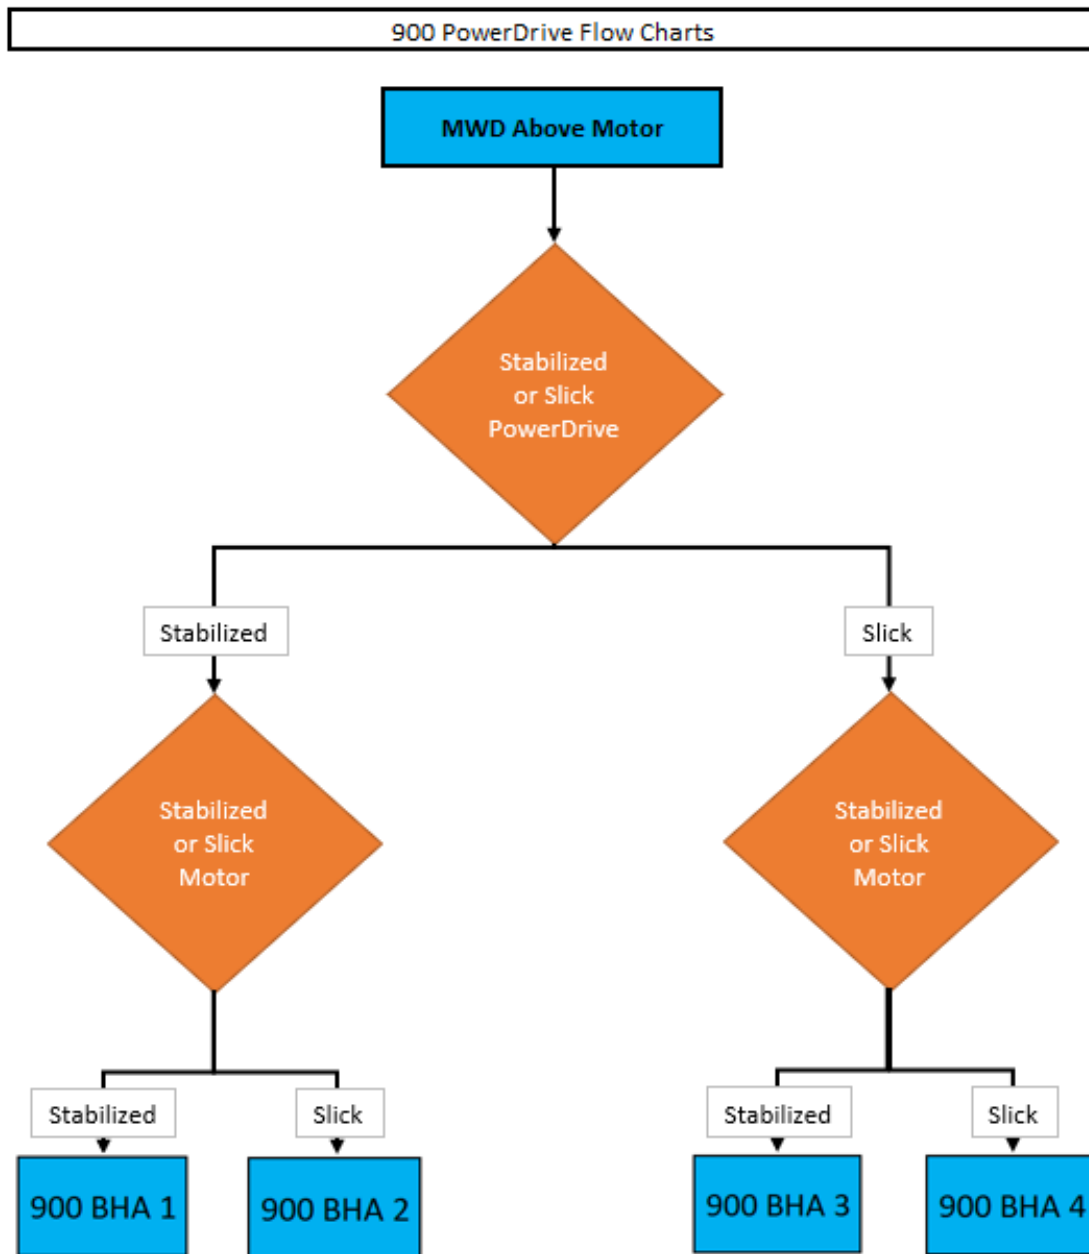 900 PowerDrive Flow Charts
MWD Above Motor
Stabilized
or Slick
PowerDrive
Stabilized
Slick
Stabilized
or Slick
Motor
Stabilized
or Slick
Motor
Stabilized
Slick
Stabilized
Slick
900 BHA 1
900 BHA 2
900 BHA 3
900 BHA 4